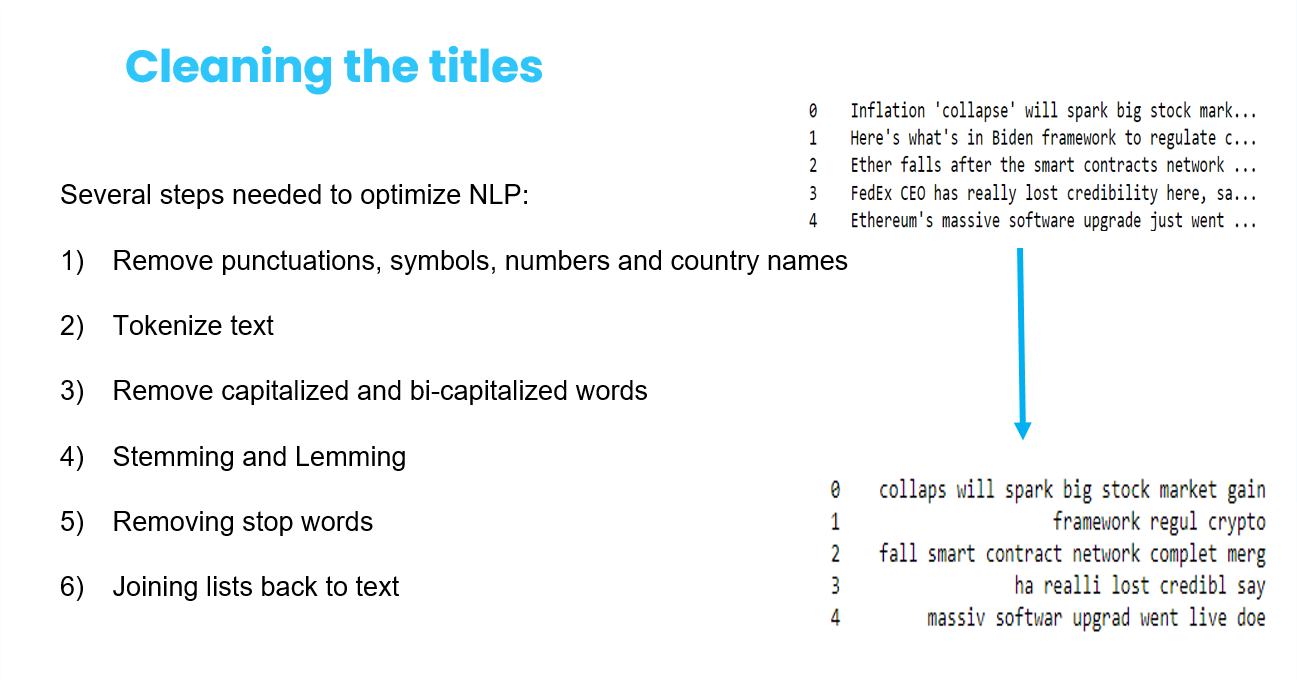 Cleaning the titles
0 Inflation 'collapse' will spark big stock mark...
1 Here's what's in Biden framework to regulate c...
2 Ether falls after the smart contracts network ...
3 FedEx CEO has really lost credibility here, sa...
4 Ethereum's massive software upgrade just went ...
Several steps needed to optimize NLP:
1) Remove punctuations, symbols, numbers and country names
2) Tokenize text
3) Remove capitalized and bi-capitalized words
4) Stemming and Lemming
5) Removing stop words
6) Joining lists back to text
0 collaps will spark big stock market gain
1 framework regul crypto
2 fall smart contract network complet merg
3 ha realli lost credibl say
4 massiv softwar upgrad went live doe